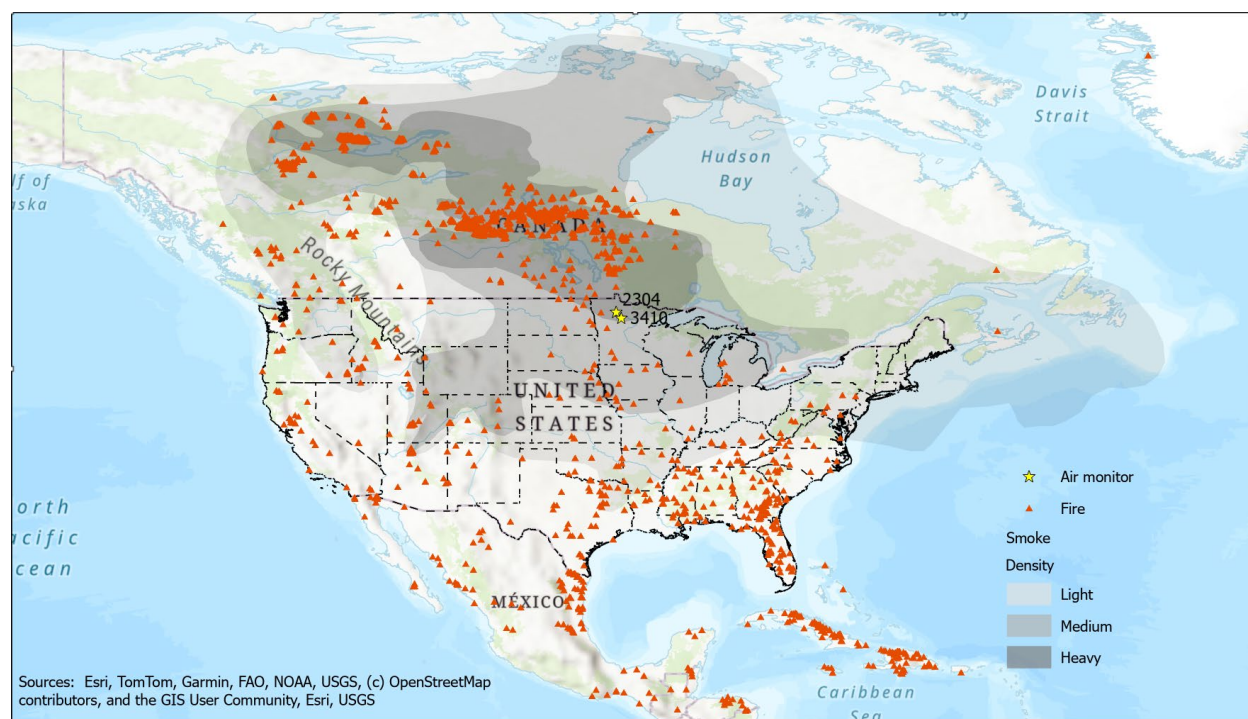 Bay
Davis
Strait
Hudson
Bay
lf of
ska
CANADA
Rocky Mountains
2304
3410
UNITED
STATES
Air monitor
orth
acific
cean
Fire
Smoke
Density
Light
MÉXICO
Medium
Heavy
Sources: Esri, TomTom, Garmin, FAO, NOAA, USGS, (c) OpenStreetMap
contributors, and the GIS User Community, Esri, USGS
Caribbean
Sea